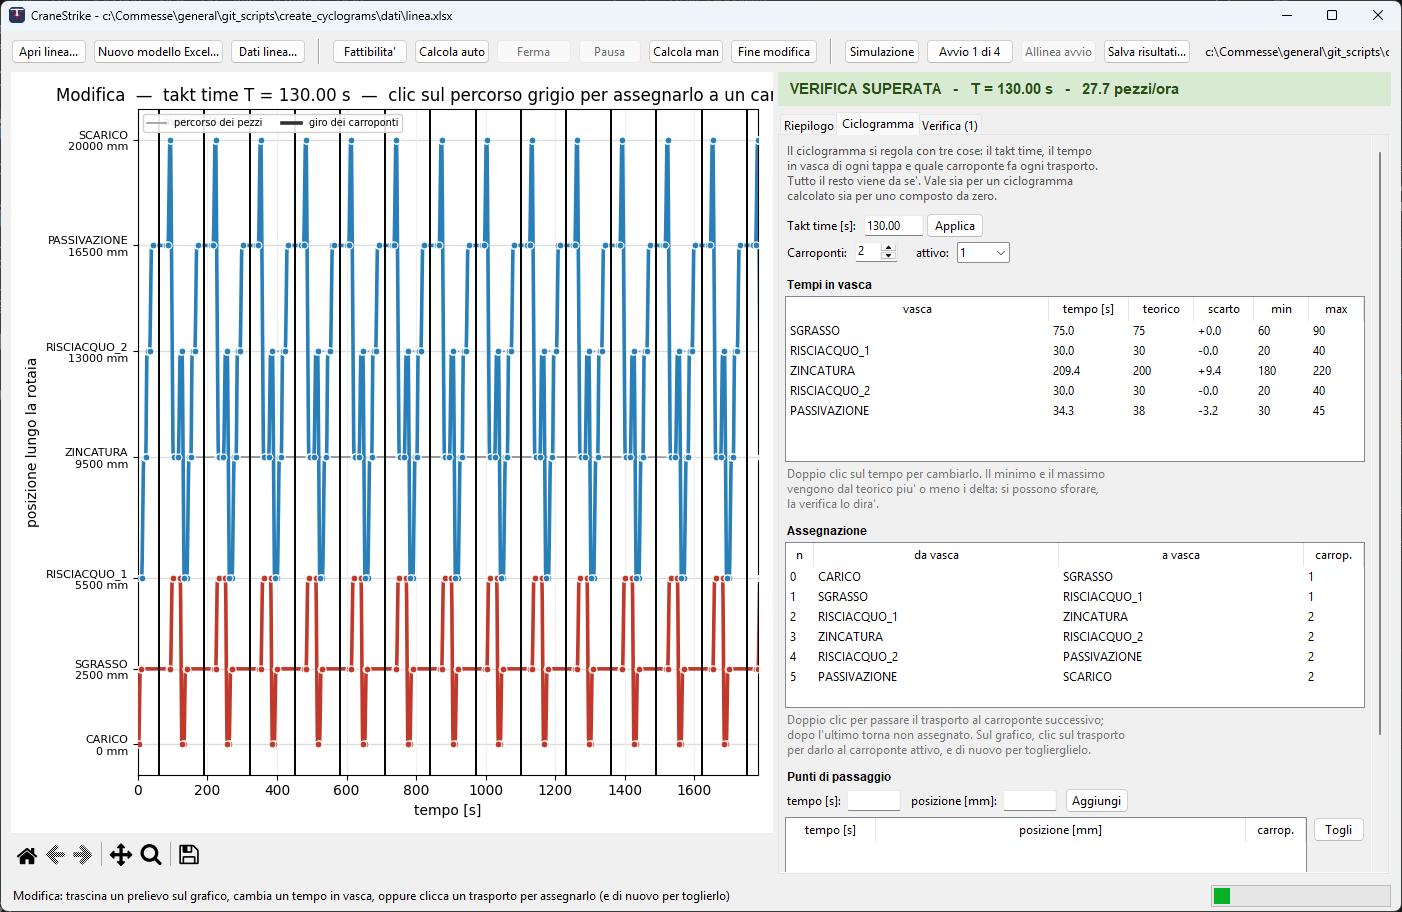 CraneStrike - c:\Commesse\general\git_scripts\create_cyclograms\dati\linea.xlsx
Apri linea... Nuovo modello Excel... Dati linea... Fattibilita' Calcola auto Ferma Pausa Calcola man Fine modifica Simulazione Avvio 1 di 4 Allinea avvio Salva risultati... c:\Commesse\general\git_scripts\c
Modifica — takt time T = 130.00 s — clic sul percorso grigio per assegnarlo a un car
percorso dei pezzi giro dei carroponti
SCARICO
20000 mm
PASSIVAZIONE
16500 mm
RISCIACQUO_2
13000 mm
ZINCATURA
9500 mm
RISCIACQUO_1
5500 mm
SGRASSO
2500 mm
CARICO
0 mm
posizione lungo la rotaia
0 200 400 600 800 1000 1200 1400 1600
tempo [s]
VERIFICA SUPERATA - T = 130.00 s - 27.7 pezzi/ora
Riepilogo Ciclogramma Verifica (1)
Il ciclogramma si regola con tre cose: il takt time, il tempo
in vasca di ogni tappa e quale carroponte fa ogni trasporto.
Tutto il resto viene da se'. Vale sia per un ciclogramma
calcolato sia per uno composto da zero.
Takt time [s]: 130.00 Applica
Carroponti: 2 attivo: 1
Tempi in vasca
vasca tempo [s] teorico scarto min max
SGRASSO 75.0 75 +0.0 60 90
RISCIACQUO_1 30.0 30 -0.0 20 40
ZINCATURA 209.4 200 +9.4 180 220
RISCIACQUO_2 30.0 30 -0.0 20 40
PASSIVAZIONE 34.3 38 -3.2 30 45
Doppio clic sul tempo per cambiarlo. Il minimo e il massimo
vengono dal teorico piu' o meno i delta: si possono sforare,
la verifica lo dira'.
Assegnazione
n da vasca a vasca carrop.
0 CARICO SGRASSO 1
1 SGRASSO RISCIACQUO_1 1
2 RISCIACQUO_1 ZINCATURA 2
3 ZINCATURA RISCIACQUO_2 2
4 RISCIACQUO_2 PASSIVAZIONE 2
5 PASSIVAZIONE SCARICO 2
Doppio clic per passare il trasporto al carroponte successivo;
dopo l'ultimo torna non assegnato. Sul grafico, clic sul trasporto
per darlo al carroponte attivo, e di nuovo per toglierglielo.
Punti di passaggio
tempo [s]: posizione [mm]: Aggiungi
tempo [s] posizione [mm] carrop. Togli
Modifica: trascina un prelievo sul grafico, cambia un tempo in vasca, oppure clicca un trasporto per assegnarlo (e di nuovo per toglierlo)